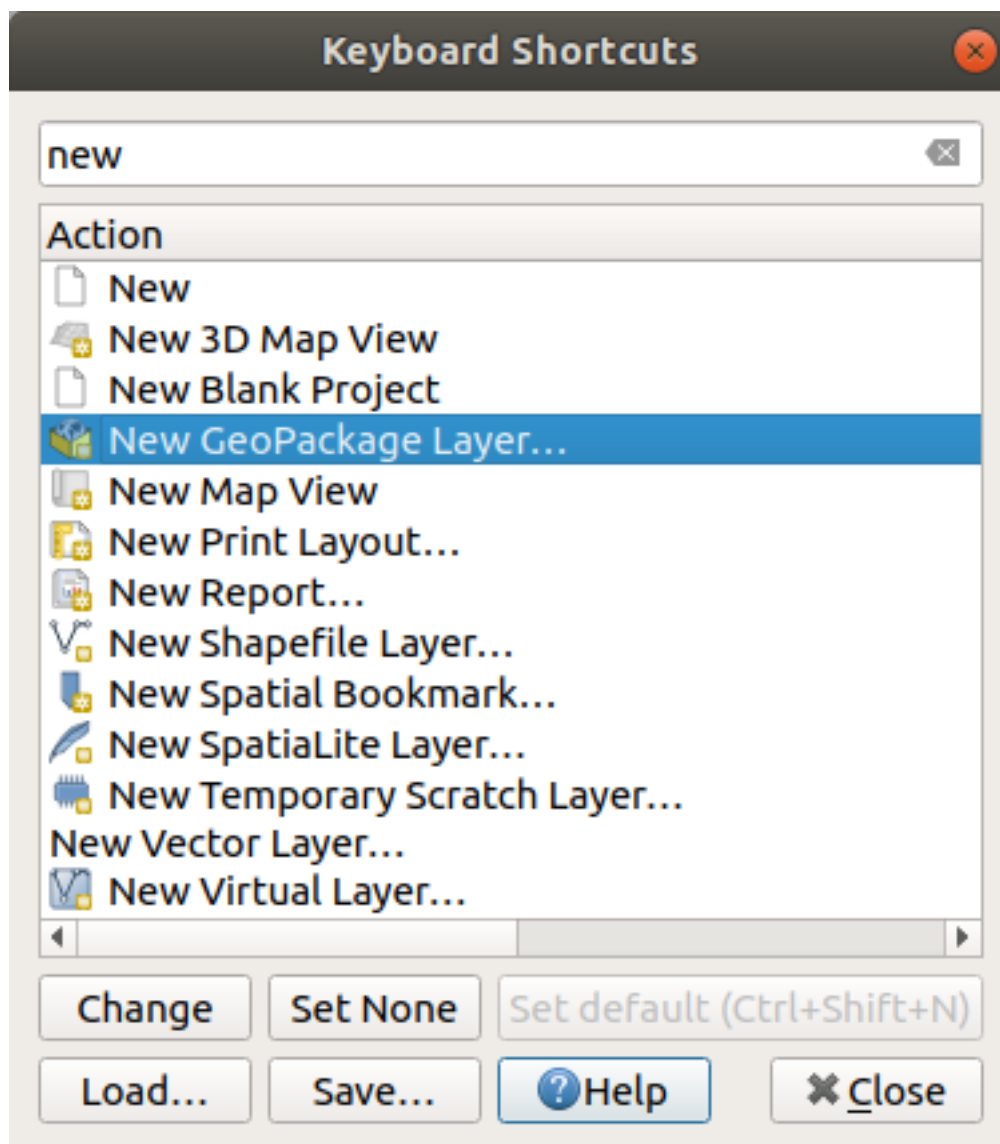 Keyboard Shortcuts
new
Action
New
New 3D Map View
New Blank Project
New GeoPackage Layer…
New Map View
New Print Layout…
New Report…
New Shapefile Layer…
New Spatial Bookmark…
New SpatiaLite Layer…
New Temporary Scratch Layer…
New Vector Layer…
New Virtual Layer…
Change Set None Set default (Ctrl+Shift+N)
Load… Save… Help Close